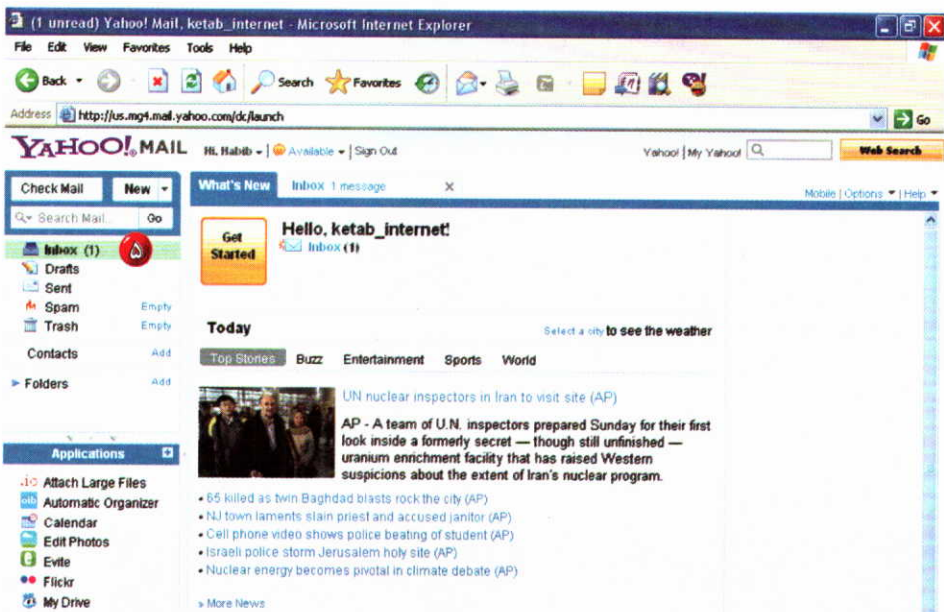 (1 unread) Yahoo! Mail, ketab_internet - Microsoft Internet Explorer
File Edit View Favorites Tools Help
Back Search Favorites
Address http://us.mg4.mail.yahoo.com/dc/launch Go
YAHOO! MAIL Hi, Habib Available | Sign Out Yahoo! | My Yahoo! Web Search
Check Mail New
What's New Inbox 1 message x
Mobile | Options | Help
Search Mail... Go
Inbox (1) ۵
Drafts
Sent
Spam Empty
Trash Empty
Contacts Add
Folders Add
Applications
Attach Large Files
Automatic Organizer
Calendar
Edit Photos
Evite
Flickr
My Drive
Get Started
Hello, ketab_internet!
Inbox (1)
Today Select a city to see the weather
Top Stories Buzz Entertainment Sports World
UN nuclear inspectors in Iran to visit site (AP)
AP - A team of U.N. inspectors prepared Sunday for their first
look inside a formerly secret — though still unfinished —
uranium enrichment facility that has raised Western
suspicions about the extent of Iran's nuclear program.
• 65 killed as twin Baghdad blasts rock the city (AP)
• NJ town laments slain priest and accused janitor (AP)
• Cell phone video shows police beating of student (AP)
• Israeli police storm Jerusalem holy site (AP)
• Nuclear energy becomes pivotal in climate debate (AP)
» More News